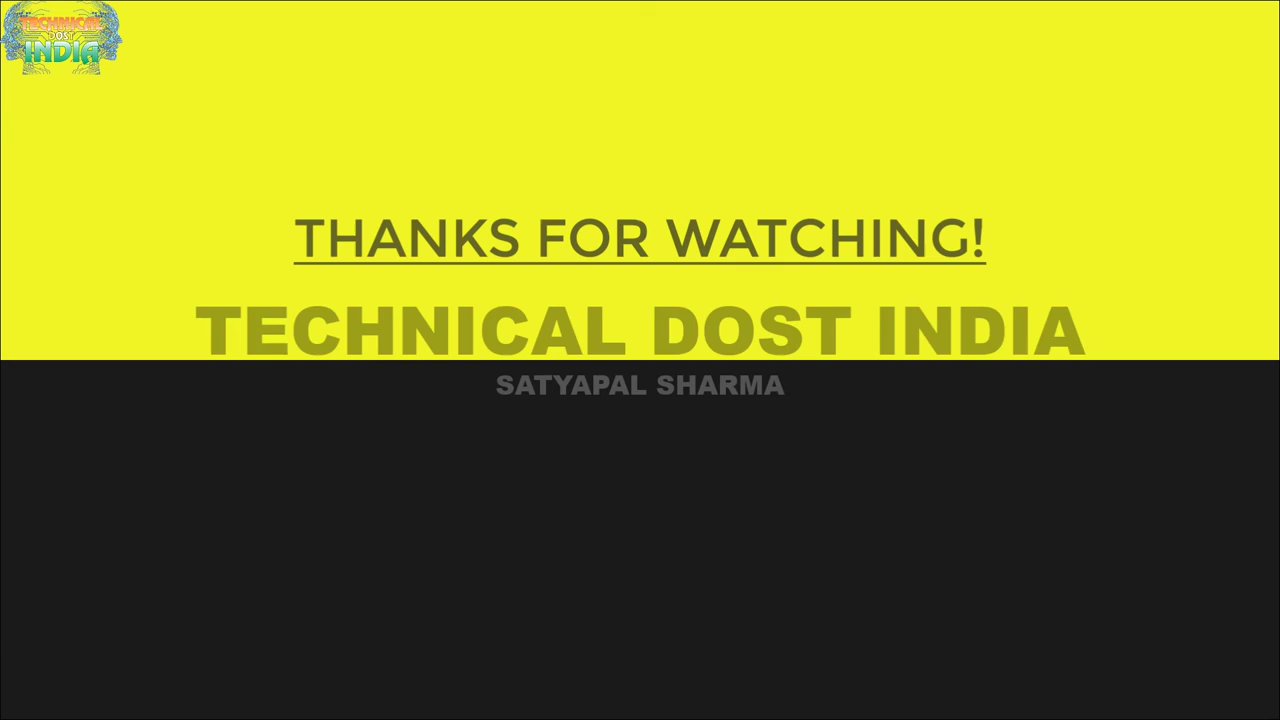 TECHNICAL
DOST
INDIA
THANKS FOR WATCHING!
TECHNICAL DOST INDIA
SATYAPAL SHARMA